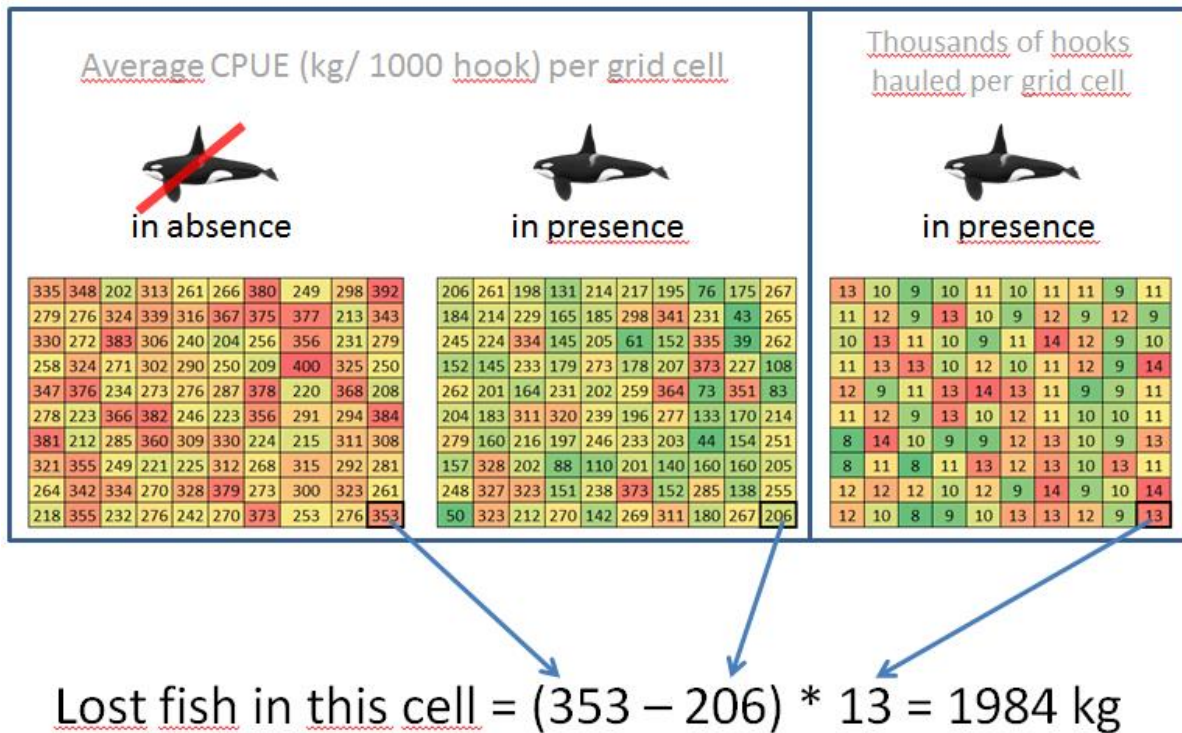 Average CPUE (kg/ 1000 hook) per grid cell
Thousands of hooks
hauled per grid cell
in absence
in presence
in presence
335 348 202 313 261 266 380 249 298 392
279 276 324 339 316 367 375 377 213 343
330 272 383 306 240 204 256 356 231 279
258 324 271 302 290 250 209 400 325 250
347 376 234 273 276 287 378 220 368 208
278 223 366 382 246 223 356 291 294 384
381 212 285 360 309 330 224 215 311 308
321 355 249 221 225 312 268 315 292 281
264 342 334 270 328 379 273 300 323 261
218 355 232 276 242 270 373 253 276 353
206 261 198 131 214 217 195 76 175 267
184 214 229 165 185 298 341 231 43 265
245 224 334 145 205 61 152 335 39 262
152 145 233 179 273 178 207 373 227 108
262 201 164 231 202 259 364 73 351 83
204 183 311 320 239 196 277 133 170 214
279 160 216 197 246 233 203 44 154 251
157 328 202 88 110 201 140 160 160 205
248 327 323 151 238 373 152 285 138 255
50 323 212 270 142 269 311 180 267 206
13 10 9 10 11 10 11 11 9 11
11 12 9 13 10 9 12 9 12 9
10 13 11 10 9 11 14 12 9 10
11 13 13 10 12 10 11 12 9 14
12 9 11 13 14 13 11 9 9 11
11 12 9 13 10 12 11 10 10 11
8 14 10 9 9 12 13 10 9 13
8 11 8 11 13 12 13 10 13 11
12 12 12 10 12 9 14 9 10 14
12 10 8 9 10 13 13 12 9 13
Lost fish in this cell = (353 – 206) * 13 = 1984 kg